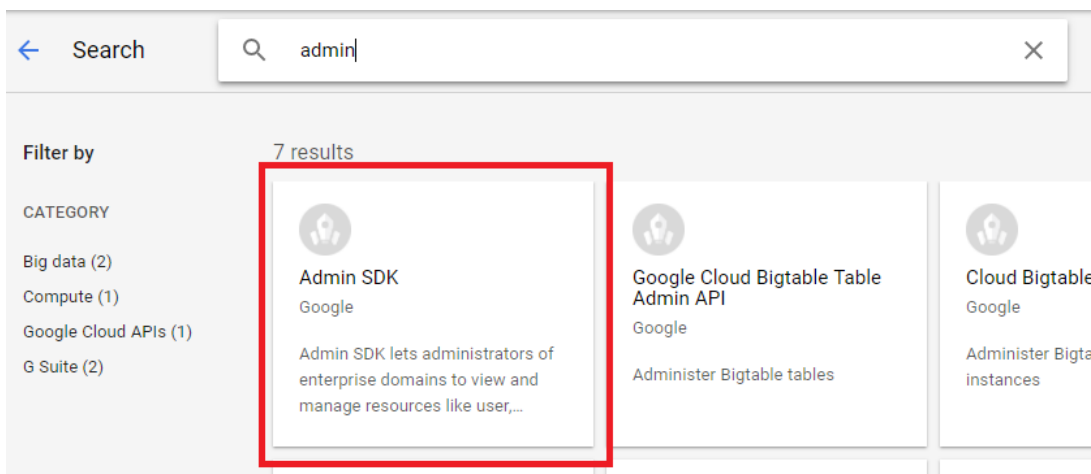 Search
admin
Filter by
CATEGORY
Big data (2)
Compute (1)
Google Cloud APIs (1)
G Suite (2)
7 results
Admin SDK
Google
Admin SDK lets administrators of
enterprise domains to view and
manage resources like user,...
Google Cloud Bigtable Table
Admin API
Google
Administer Bigtable tables
Cloud Bigtable
Google
Administer Bigta
instances